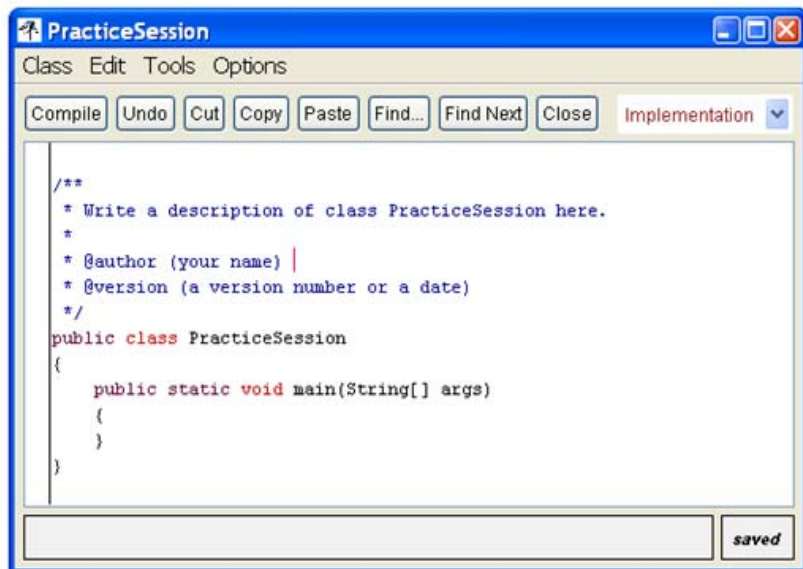 PracticeSession
Class Edit Tools Options
Compile Undo Cut Copy Paste Find... Find Next Close Implementation
/**
 * Write a description of class PracticeSession here.
 *
 * @author (your name)
 * @version (a version number or a date)
 */
public class PracticeSession
{
    public static void main(String[] args)
    {
    }
}
saved